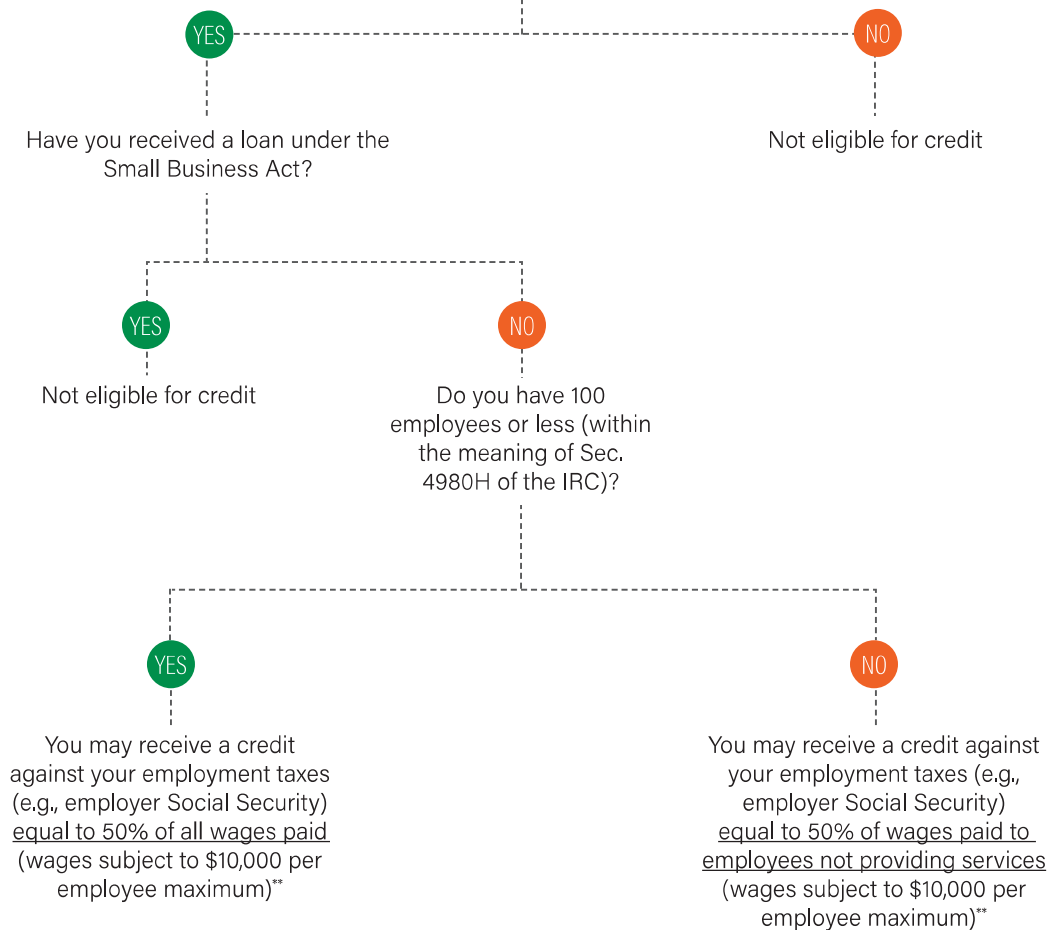 YES
NO
Have you received a loan under the
Small Business Act?
Not eligible for credit
YES
NO
Not eligible for credit
Do you have 100
employees or less (within
the meaning of Sec.
4980H of the IRC)?
YES
NO
You may receive a credit
against your employment taxes
(e.g., employer Social Security)
equal to 50% of all wages paid
(wages subject to $10,000 per
employee maximum)**
You may receive a credit against
your employment taxes (e.g.,
employer Social Security)
equal to 50% of wages paid to
employees not providing services
(wages subject to $10,000 per
employee maximum)**